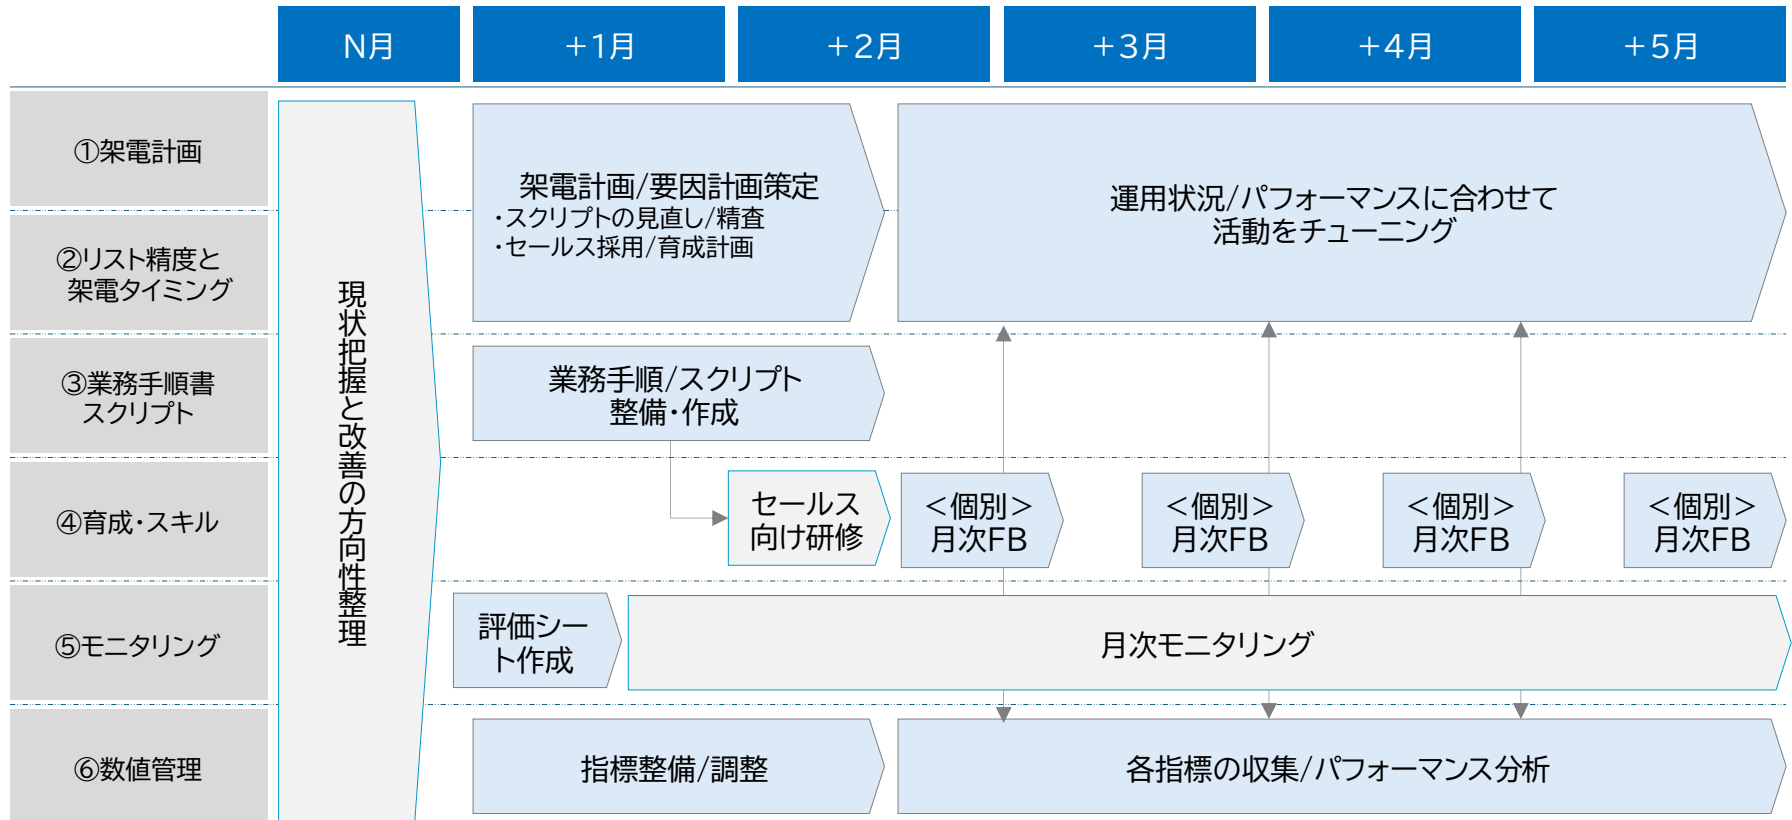 N月
＋1月
＋2月
＋3月
＋4月
＋5月
①架電計画
②リスト精度と
架電タイミング
③業務手順書
スクリプト
④育成・スキル
⑤モニタリング
⑥数値管理
現状把握と改善の方向性整理
架電計画/要因計画策定
・スクリプトの見直し/精査
・セールス採用/育成計画
運用状況/パフォーマンスに合わせて
活動をチューニング
業務手順/スクリプト
整備・作成
セールス
向け研修
＜個別＞
月次FB
＜個別＞
月次FB
＜個別＞
月次FB
＜個別＞
月次FB
評価シー
ト作成
月次モニタリング
指標整備/調整
各指標の収集/パフォーマンス分析